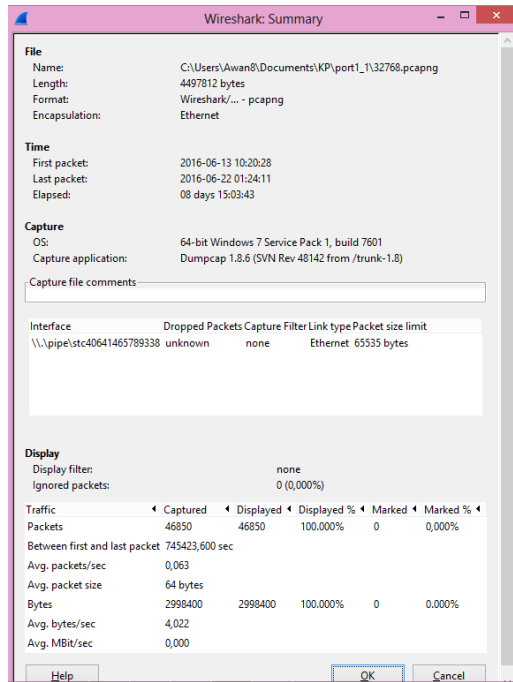 Wireshark: Summary
File
Name: C:\Users\Awan8\Documents\KP\port1_1\32768.pcapng
Length: 4497812 bytes
Format: Wireshark/... - pcapng
Encapsulation: Ethernet
Time
First packet: 2016-06-13 10:20:28
Last packet: 2016-06-22 01:24:11
Elapsed: 08 days 15:03:43
Capture
OS: 64-bit Windows 7 Service Pack 1, build 7601
Capture application: Dumpcap 1.8.6 (SVN Rev 48142 from /trunk-1.8)
Capture file comments
Interface Dropped Packets Capture Filter Link type Packet size limit
\\.\pipe\stc40641465789338 unknown none Ethernet 65535 bytes
Display
Display filter: none
Ignored packets: 0 (0,000%)
Traffic Captured Displayed Displayed % Marked Marked %
Packets 46850 46850 100.000% 0 0,000%
Between first and last packet 745423,600 sec
Avg. packets/sec 0,063
Avg. packet size 64 bytes
Bytes 2998400 2998400 100.000% 0 0.000%
Avg. bytes/sec 4,022
Avg. MBit/sec 0,000
Help OK Cancel